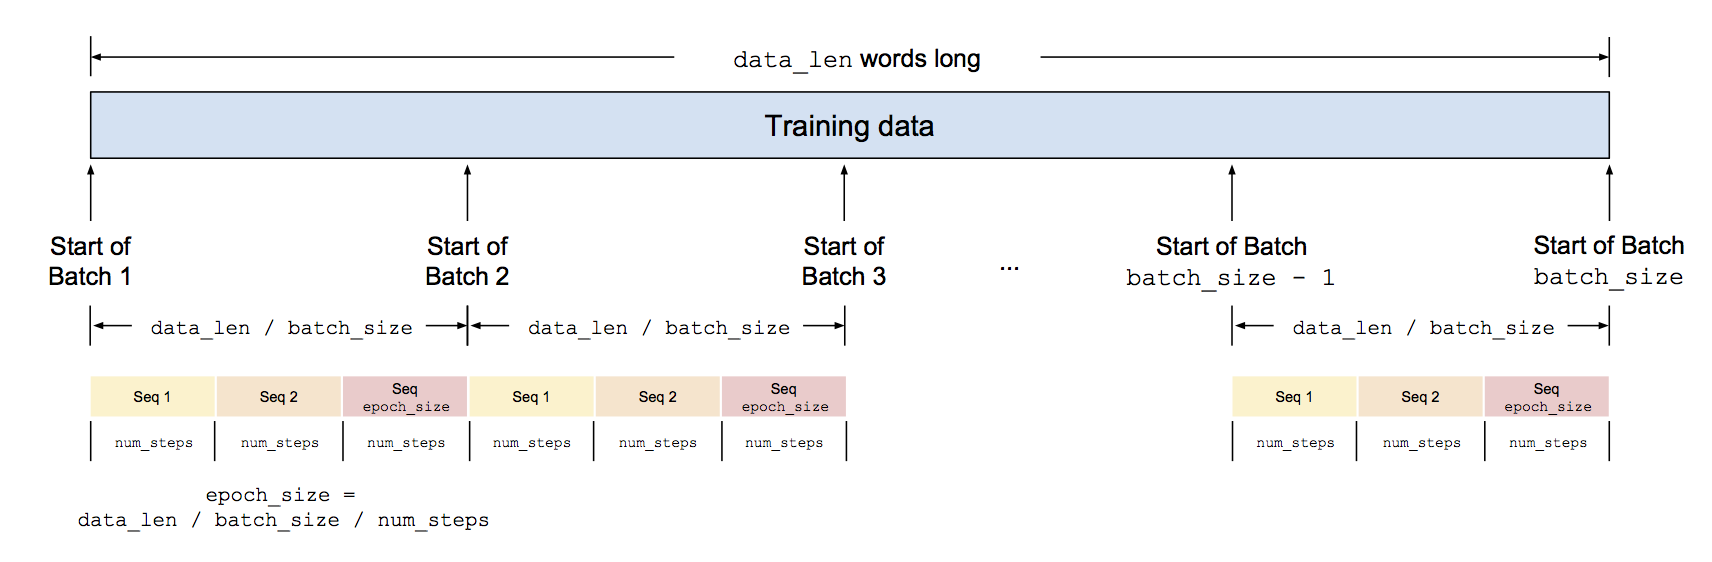 data_len words long
Training data
Start of
Batch 1
Start of
Batch 2
Start of
Batch 3
...
Start of Batch
batch_size - 1
Start of Batch
batch_size
data_len / batch_size
data_len / batch_size
data_len / batch_size
Seq 1
Seq 2
Seq
epoch_size
Seq 1
Seq 2
Seq
epoch_size
Seq 1
Seq 2
Seq
epoch_size
num_steps
num_steps
num_steps
num_steps
num_steps
num_steps
num_steps
num_steps
num_steps
epoch_size =
data_len / batch_size / num_steps